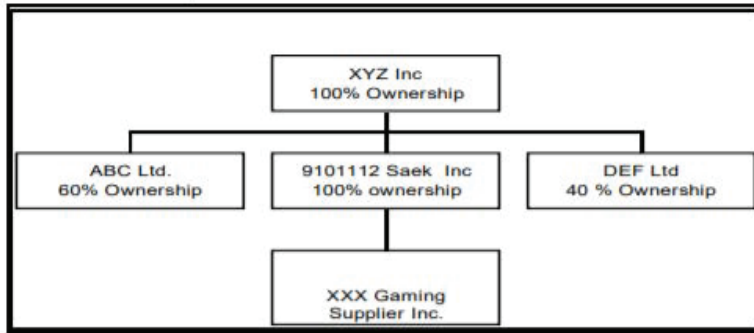 XYZ Inc
100% Ownership
ABC Ltd.
60% Ownership
9101112 Saek Inc
100% ownership
DEF Ltd
40 % Ownership
XXX Gaming
Supplier Inc.